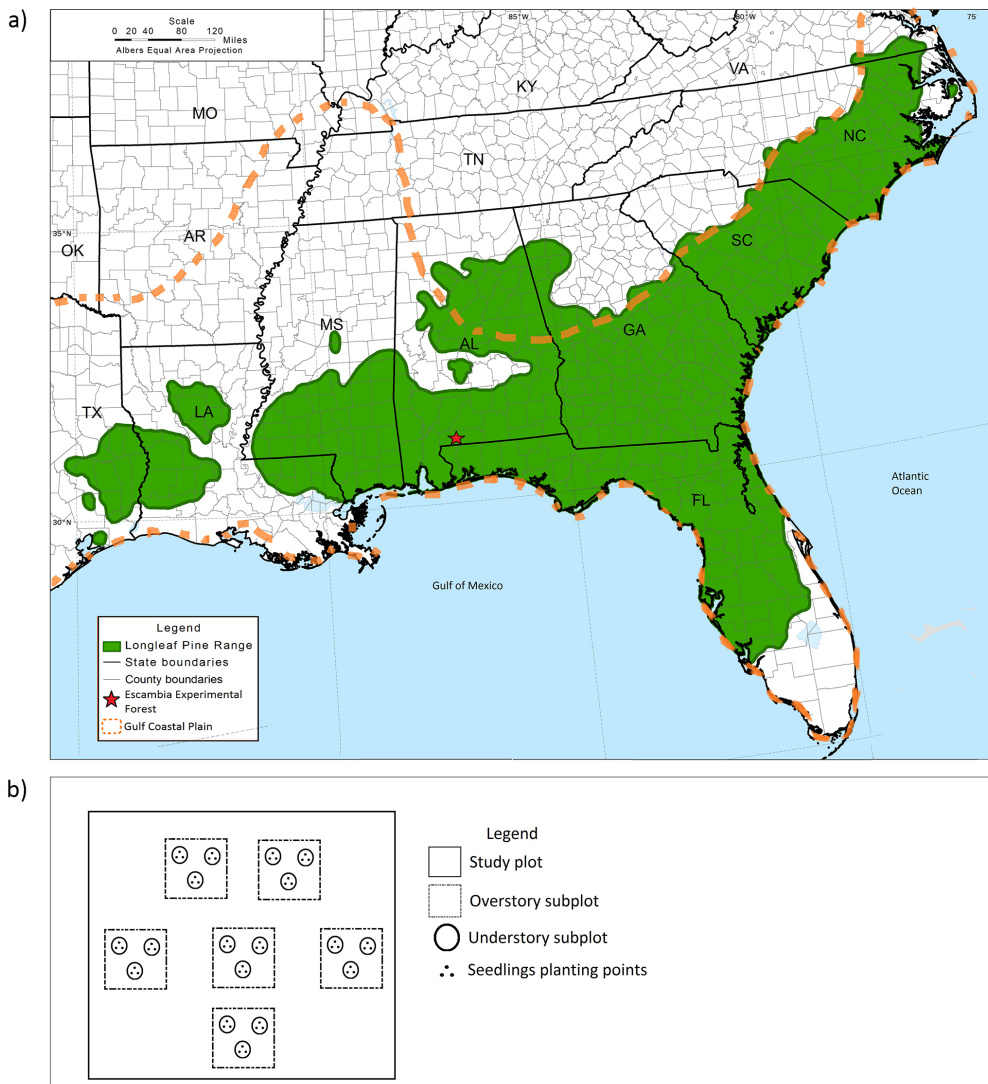 a)
Scale
0 20 40 80 120
Miles
Albers Equal Area Projection
85°W
80°W
75
MO
KY
VA
TN
NC
OK
35°N
AR
SC
MS
AL
GA
TX
LA
30°N
FL
Atlantic
Ocean
Gulf of Mexico
Legend
Longleaf Pine Range
State boundaries
County boundaries
Escambia Experimental
Forest
Gulf Coastal Plain
b)
Legend
Study plot
Overstory subplot
Understory subplot
Seedlings planting points